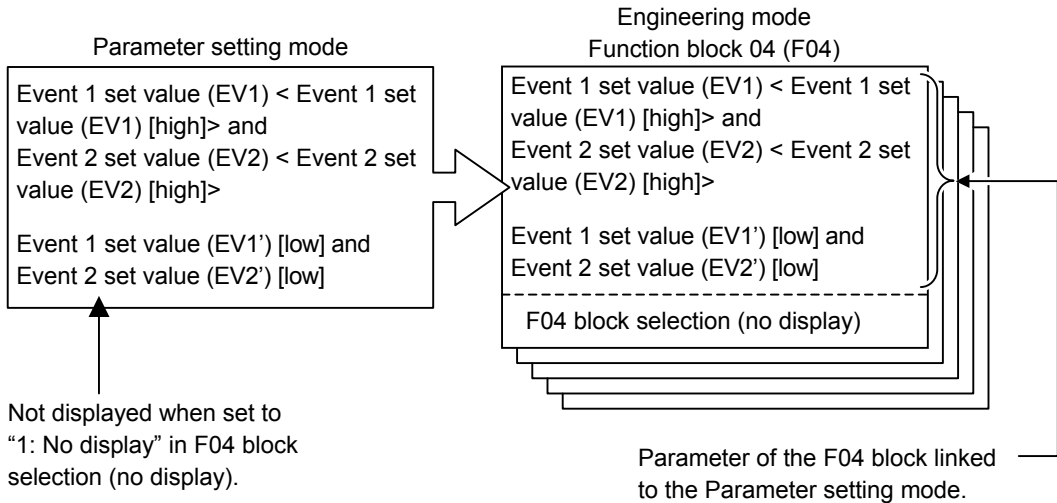 Parameter setting mode
Event 1 set value (EV1) < Event 1 set
value (EV1) [high]> and
Event 2 set value (EV2) < Event 2 set
value (EV2) [high]>
Event 1 set value (EV1’) [low] and
Event 2 set value (EV2’) [low]
Not displayed when set to
“1: No display” in F04 block
selection (no display).
Engineering mode
Function block 04 (F04)
Event 1 set value (EV1) < Event 1 set
value (EV1) [high]> and
Event 2 set value (EV2) < Event 2 set
value (EV2) [high]>
Event 1 set value (EV1’) [low] and
Event 2 set value (EV2’) [low]
F04 block selection (no display)
Parameter of the F04 block linked
to the Parameter setting mode.